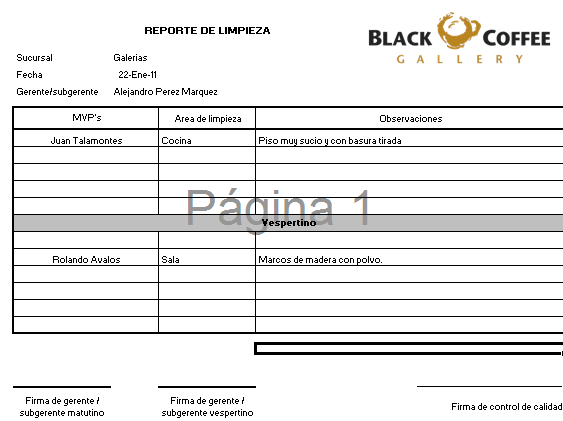 REPORTE DE LIMPIEZA
BLACK COFFEE
GALLERY
Sucursal Galerias
Fecha 22-Ene-11
Gerente/subgerente Alejandro Perez Marquez
MVP's Area de limpieza Observaciones
Juan Talamontes Cocina Piso muy sucio y con basura tirada
Página 1
Vespertino
Rolando Avalos Sala Marcos de madera con polvo.
Firma de gerente / Firma de gerente / Firma de control de calidad
subgerente matutino subgerente vespertino